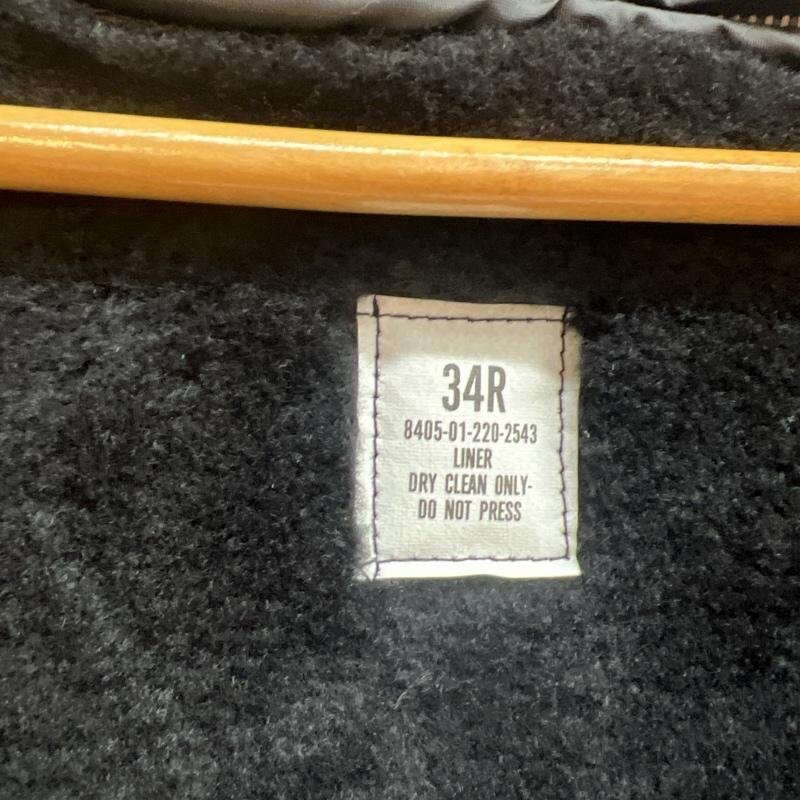 34R
8405-01-220-2543
LINER
DRY CLEAN ONLY-
DO NOT PRESS